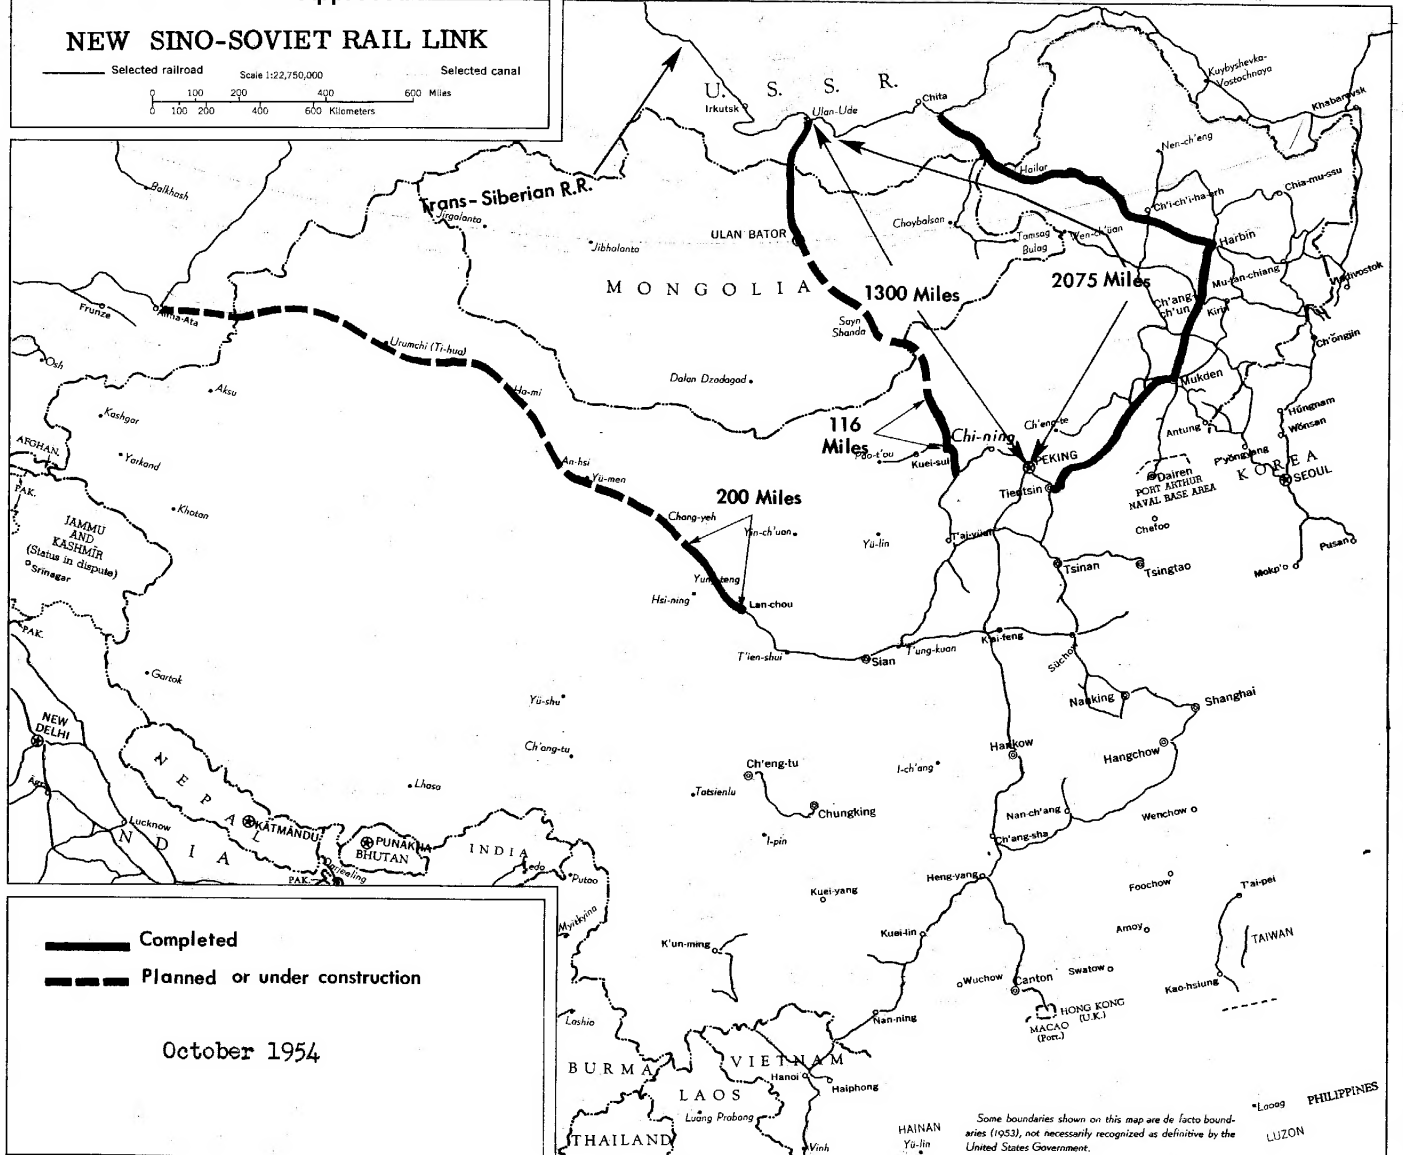 NEW SINO-SOVIET RAIL LINK
Selected railroad
Scale 1:22,750,000
Selected canal
0 100 200 400 600 Miles
0 100 200 400 600 Kilometers
U. S. S. R.
Irkutsk
Ulan-Ude
Chita
Kuybyshevka-
Vostochnaya
Khabarovsk
Balkhash
Trans-Siberian R.R.
Jirgalanta
Jibhalanta
ULAN BATOR
Choybalsan
Hailar
Nen-ch'eng
Chia-mu-ssu
Ch'i-ch'i-ha-erh
Tamsag
Bulag
Wen-ch'üan
Harbin
Mu-tan-chiang
Vladivostok
MONGOLIA
1300 Miles
2075 Miles
Ch'ang-
ch'un
Kirin
Frunze
Alma-Ata
Sayn
Shanda
Ch'ŏngjin
Osh
Urumchi (Ti-hua)
Aksu
Ha-mi
Dalan Dzadagad
Mukden
Kashgar
116
Miles
Chi-ning
Ch'eng-te
Antung
Hŭngnam
Wŏnsan
AFGHAN.
Yarkand
An-hsi
Pao-t'ou
Kuei-sui
PEKING
P'yŏngyang
KOREA
SEOUL
PAK.
Yü-men
200 Miles
Tientsin
Dairen
PORT ARTHUR
NAVAL BASE AREA
Khotan
Chang-yeh
Yin-ch'uan
Yü-lin
T'ai-yüan
Chefoo
JAMMU
AND
KASHMIR
(Status in dispute)
Srinagar
Pusan
Mokp'o
Yung-teng
Hsi-ning
Lan-chou
Tsinan
Tsingtao
PAK.
T'ien-shui
Sian
T'ung-kuan
K'ai-feng
Süchow
Gartok
Yü-shu
Nanking
Shanghai
NEW
DELHI
Ch'ang-tu
Hankow
Hangchow
NEPAL
Agra
Lhasa
Ch'eng-tu
I-ch'ang
Tatsienlu
Chungking
Nan-ch'ang
Wenchow
Lucknow
KĀTMĀNDU
PUNAKHA
BHUTAN
INDIA
I-pin
Ch'ang-sha
INDIA
Darjeeling
PAK.
Ledo
Putao
Heng-yang
Foochow
T'ai-pei
Kuei-yang
Myitkyina
K'un-ming
Kuei-lin
Amoy
TAIWAN
Completed
Planned or under construction
Wuchow
Canton
Swatow
Kao-hsiung
HONG KONG
(U.K.)
MACAO
(Port.)
Lashio
Nan-ning
October 1954
BURMA
VIETNAM
Hanoi
Haiphong
LAOS
Luang Prabang
THAILAND
Vinh
HAINAN
Yü-lin
Laoag
PHILIPPINES
LUZON
Some boundaries shown on this map are de facto bound-
aries (1953), not necessarily recognized as definitive by the
United States Government.